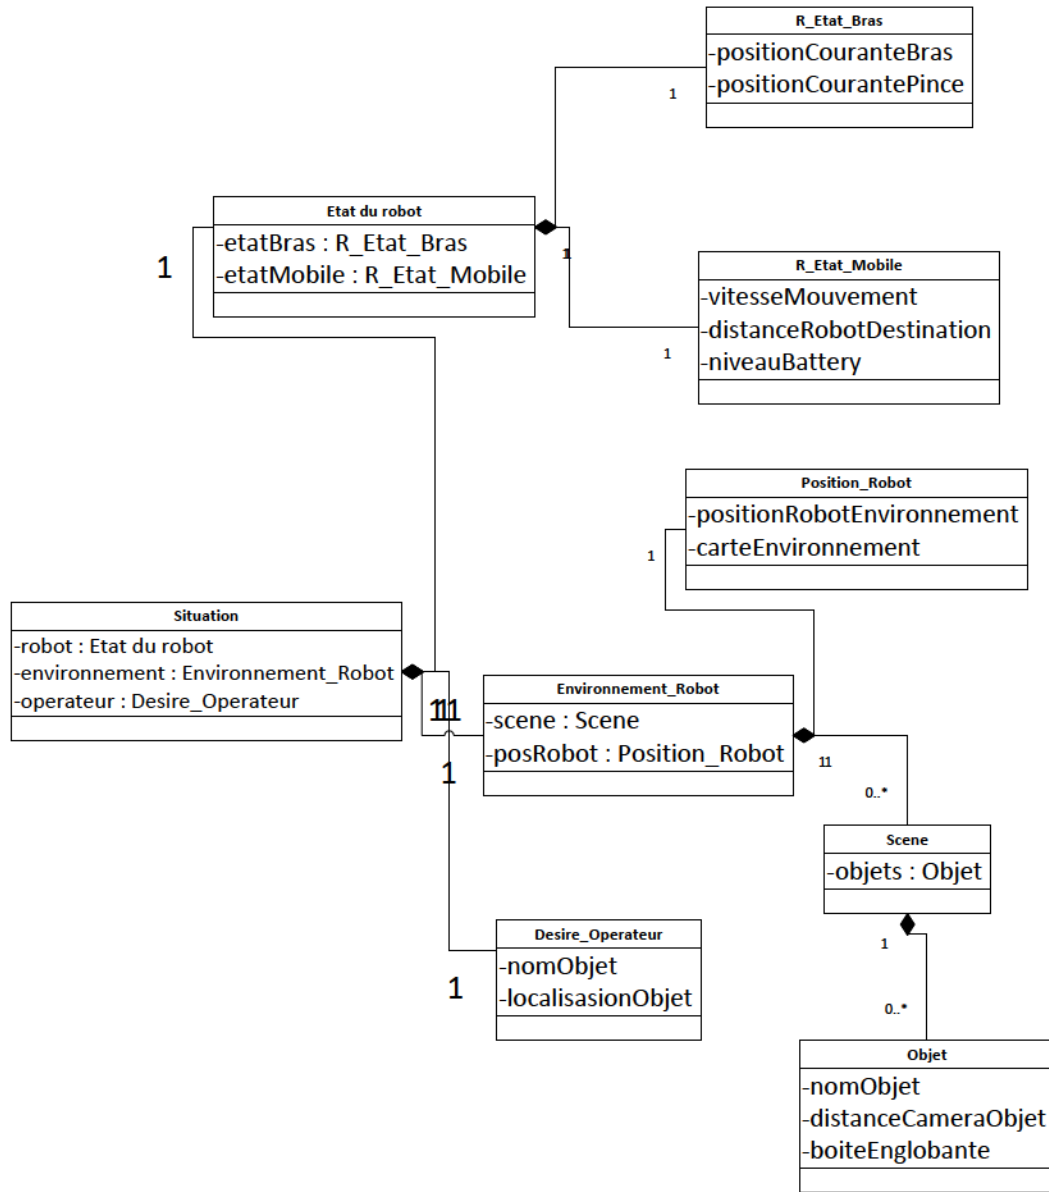 R_Etat_Bras
-positionCouranteBras
-positionCourantePince
1
Etat du robot
-etatBras : R_Etat_Bras
-etatMobile : R_Etat_Mobile
1
11
R_Etat_Mobile
-vitesseMouvement
-distanceRobotDestination
-niveauBattery
1
Position_Robot
-positionRobotEnvironnement
-carteEnvironnement
1
Situation
-robot : Etat du robot
-environnement : Environnement_Robot
-operateur : Desire_Operateur
111
1
Environnement_Robot
-scene : Scene
-posRobot : Position_Robot
11
0..*
Scene
-objets : Objet
1
0..*
Desire_Operateur
-nomObjet
-localisasionObjet
1
Objet
-nomObjet
-distanceCameraObjet
-boiteEnglobante